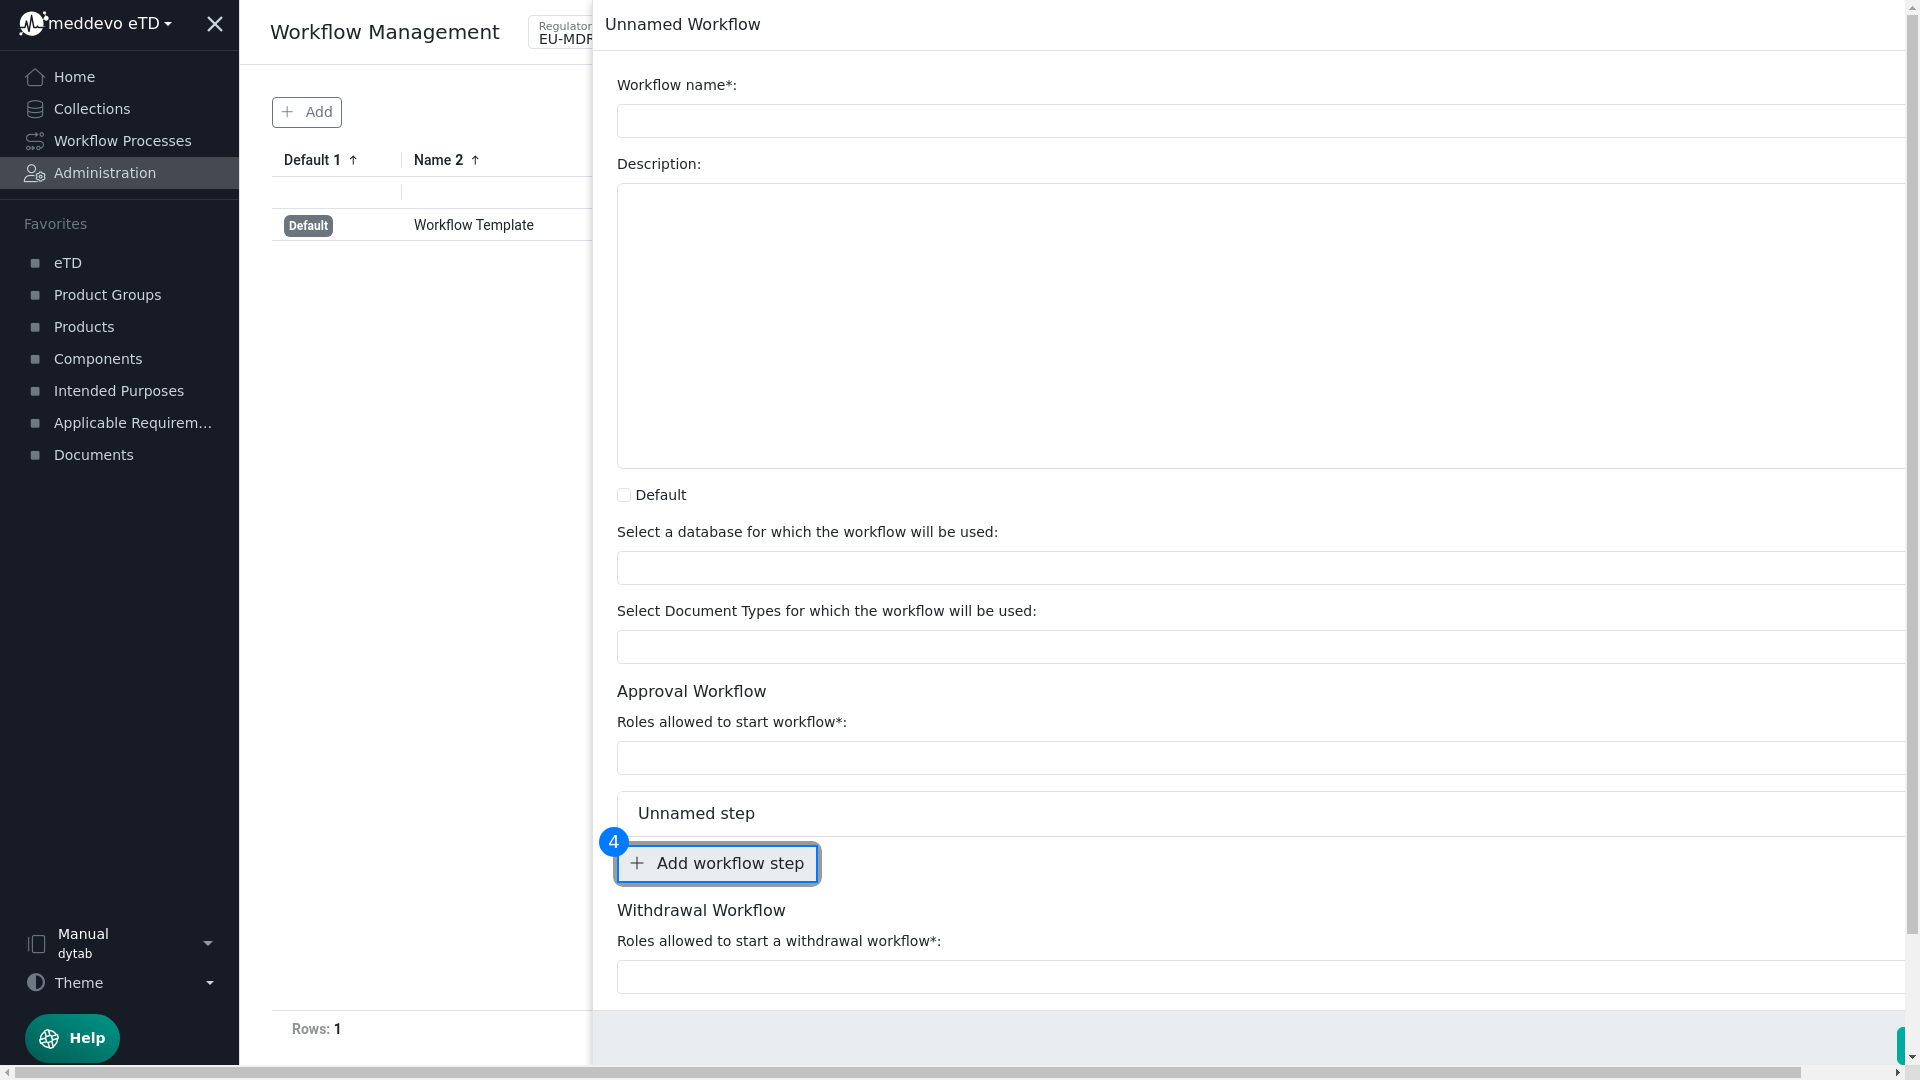 meddevo eTD
Home
Collections
Workflow Processes
Administration
Favorites
eTD
Product Groups
Products
Components
Intended Purposes
Applicable Requirem...
Documents
Manual
dytab
Theme
Help
Workflow Management
Regulator
EU-MDR
Add
Default 1
Name 2
Default
Workflow Template
Rows: 1
Unnamed Workflow
Workflow name*:
Description:
Default
Select a database for which the workflow will be used:
Select Document Types for which the workflow will be used:
Approval Workflow
Roles allowed to start workflow*:
Unnamed step
4
Add workflow step
Withdrawal Workflow
Roles allowed to start a withdrawal workflow*: